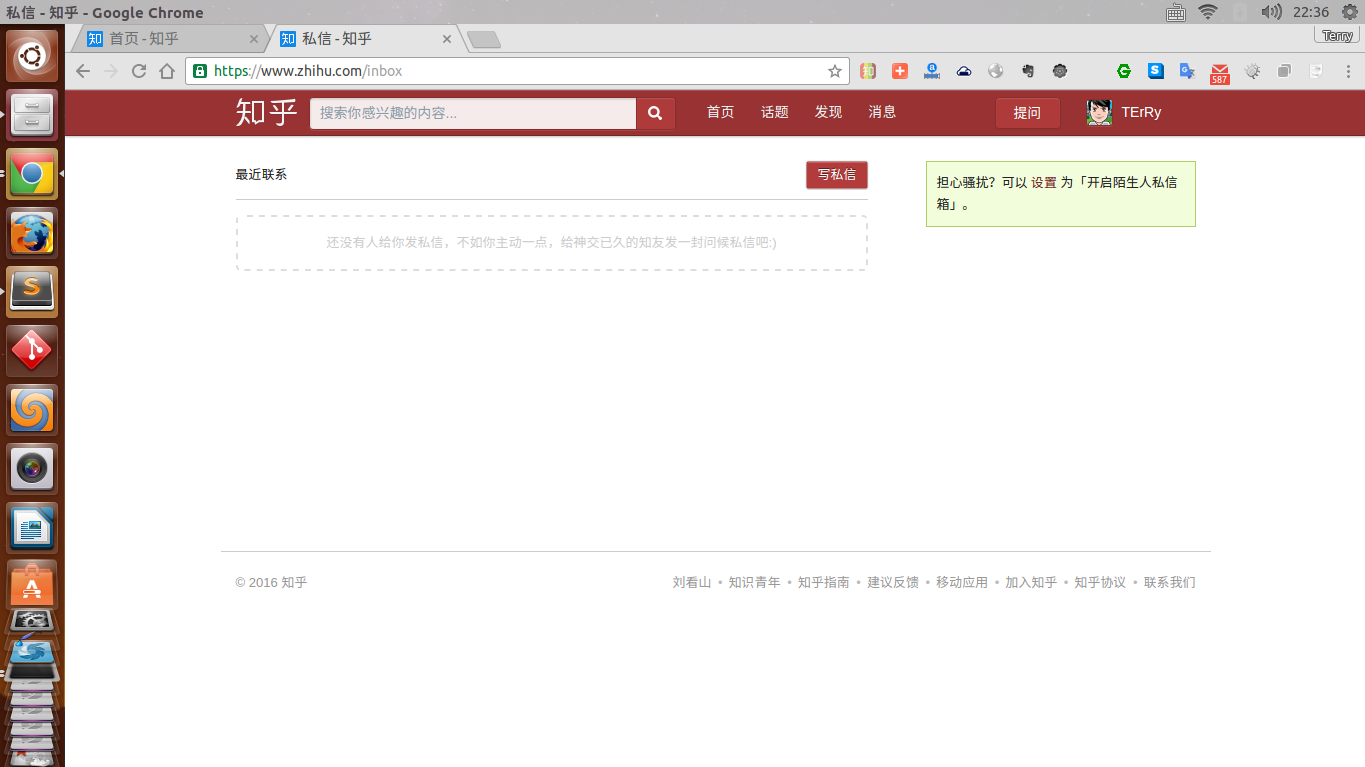 私信 - 知乎 - Google Chrome
22:36
知 首页 - 知乎
知 私信 - 知乎
Terry
https://www.zhihu.com/inbox
587
知乎
搜索你感兴趣的内容...
首页 话题 发现 消息
提问
TErRy
最近联系
写私信
还没有人给你发私信，不如你主动一点，给神交已久的知友发一封问候私信吧:)
担心骚扰？可以 设置 为「开启陌生人私信
箱」。
© 2016 知乎
刘看山 • 知识青年 • 知乎指南 • 建议反馈 • 移动应用 • 加入知乎 • 知乎协议 • 联系我们